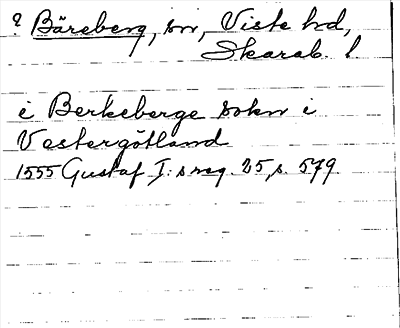 ? Bäreberg, sn, Viste hd,
Skarab. l
i Berkeberge sokn i
Vestergötland
1555 Gustaf I:s reg. 25, s. 579.